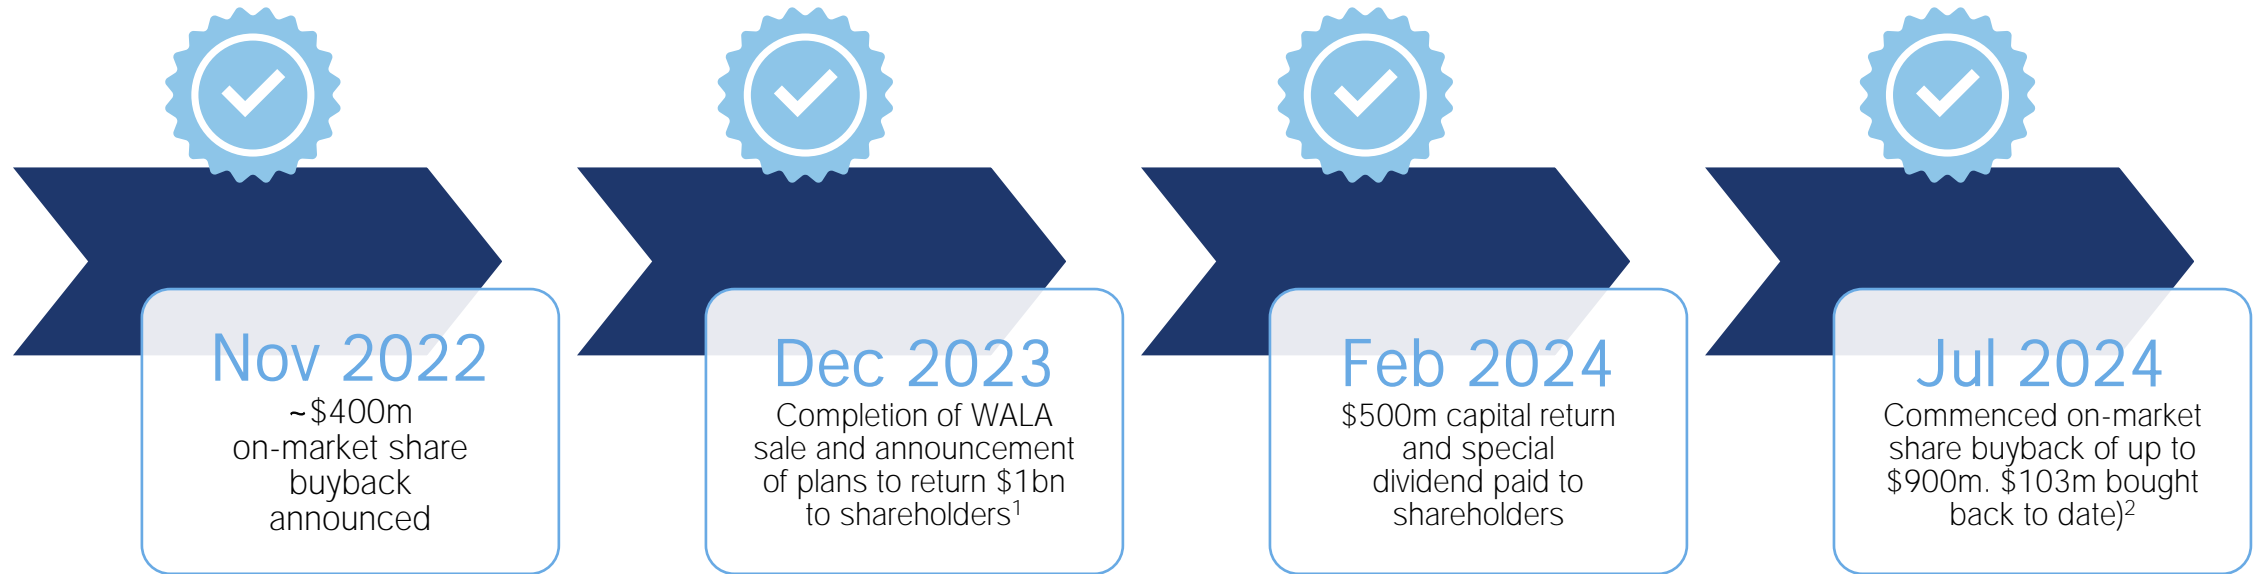 Nov 2022
~$400m
on-market share
buyback
announced
Dec 2023
Completion of WALA
sale and announcement
of plans to return $1bn
to shareholders¹
Feb 2024
$500m capital return
and special
dividend paid to
shareholders
Jul 2024
Commenced on-market
share buyback of up to
$900m. $103m bought
back to date)²